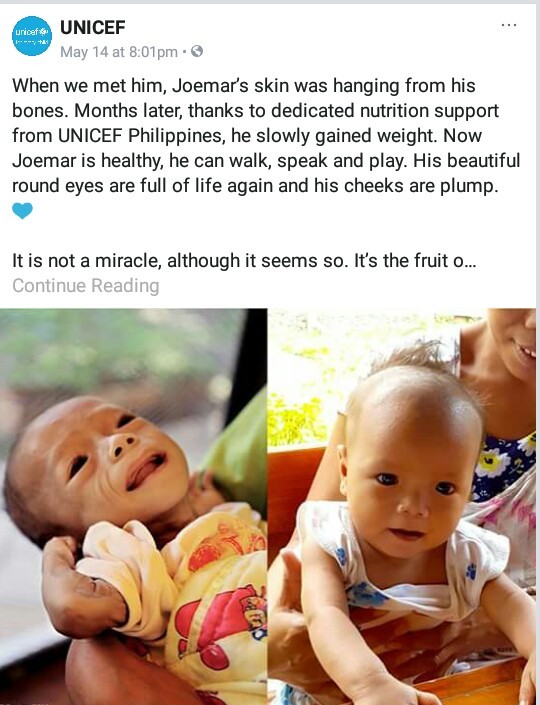 unicef
UNICEF
May 14 at 8:01pm
When we met him, Joemar’s skin was hanging from his
bones. Months later, thanks to dedicated nutrition support
from UNICEF Philippines, he slowly gained weight. Now
Joemar is healthy, he can walk, speak and play. His beautiful
round eyes are full of life again and his cheeks are plump.
It is not a miracle, although it seems so. It’s the fruit o…
Continue Reading